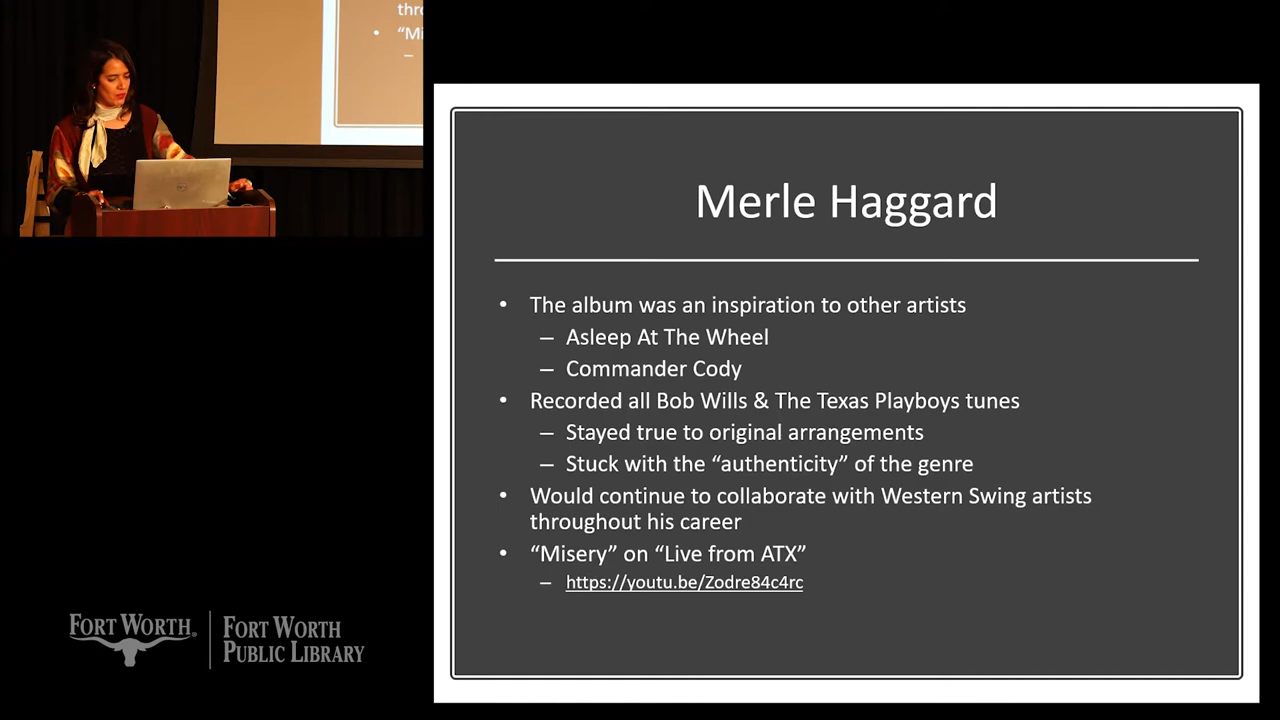 thro
• “Mi
–
Merle Haggard
• The album was an inspiration to other artists
– Asleep At The Wheel
– Commander Cody
• Recorded all Bob Wills & The Texas Playboys tunes
– Stayed true to original arrangements
– Stuck with the “authenticity” of the genre
• Would continue to collaborate with Western Swing artists
throughout his career
• “Misery” on “Live from ATX”
– https://youtu.be/Zodre84c4rc
FORT WORTH®
FORT WORTH
PUBLIC LIBRARY